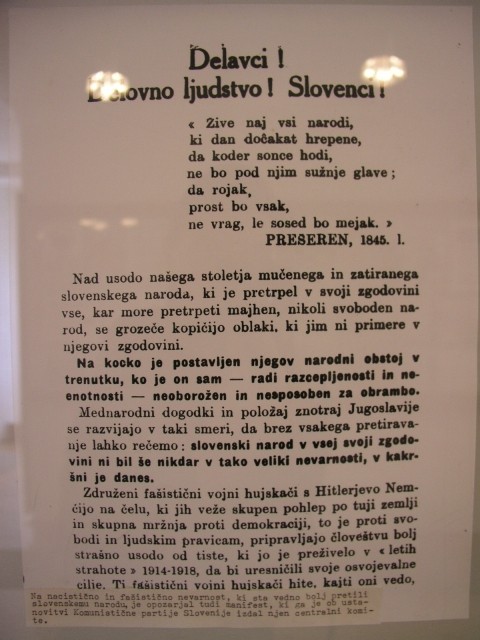 Delavci !
Delovno ljudstvo ! Slovenci !
« Žive naj vsi narodi,
ki dan dočakat hrepene,
da koder sonce hodi,
ne bo pod njim sužnje glave ;
da rojak,
prost bo vsak,
ne vrag, le sosed bo mejak. »
PREŠEREN, 1845. l.
Nad usodo našega stoletja mučenega in zatiranega
slovenskega naroda, ki je pretrpel v svoji zgodovini
vse, kar more pretrpeti majhen, nikoli svoboden na-
rod, se grozeče kopičijo oblaki, ki jim ni primere v
njegovi zgodovini.
Na kocko je postavljen njegov narodni obstoj v
trenutku, ko je on sam — radi razcepljenosti in ne-
enotnosti — neoborožen in nesposoben za obrambo.
Mednarodni dogodki in položaj znotraj Jugoslavije
se razvijajo v taki smeri, da brez vsakega pretirava-
nje lahko rečemo : slovenski narod v vsej svoji zgodo-
vini ni bil še nikdar v tako veliki nevarnosti, v kakr-
šni je danes.
Združeni fašistični vojni hujskači s Hitlerjevo Nem-
čijo na čelu, ki jih veže skupen pohlep po tuji zemlji
in skupna mržnja proti demokraciji, to je proti svo-
bodi in ljudskim pravicam, pripravljajo človeštvu bolj
strašno usodo od tiste, ki jo je preživelo v « letih
strahote » 1914-1918, da bi uresničili svoje osvojevalne
cilje. Ti fašistični vojni hujskači hite, kajti oni vedo,
Na nacistično in fašistično nevarnost, ki sta vedno bolj pretili
slovenskemu narodu, je opozarjal tudi manifest, ki ga je ob usta-
novitvi Komunistične partije Slovenije izdal njen centralni komi-
te.